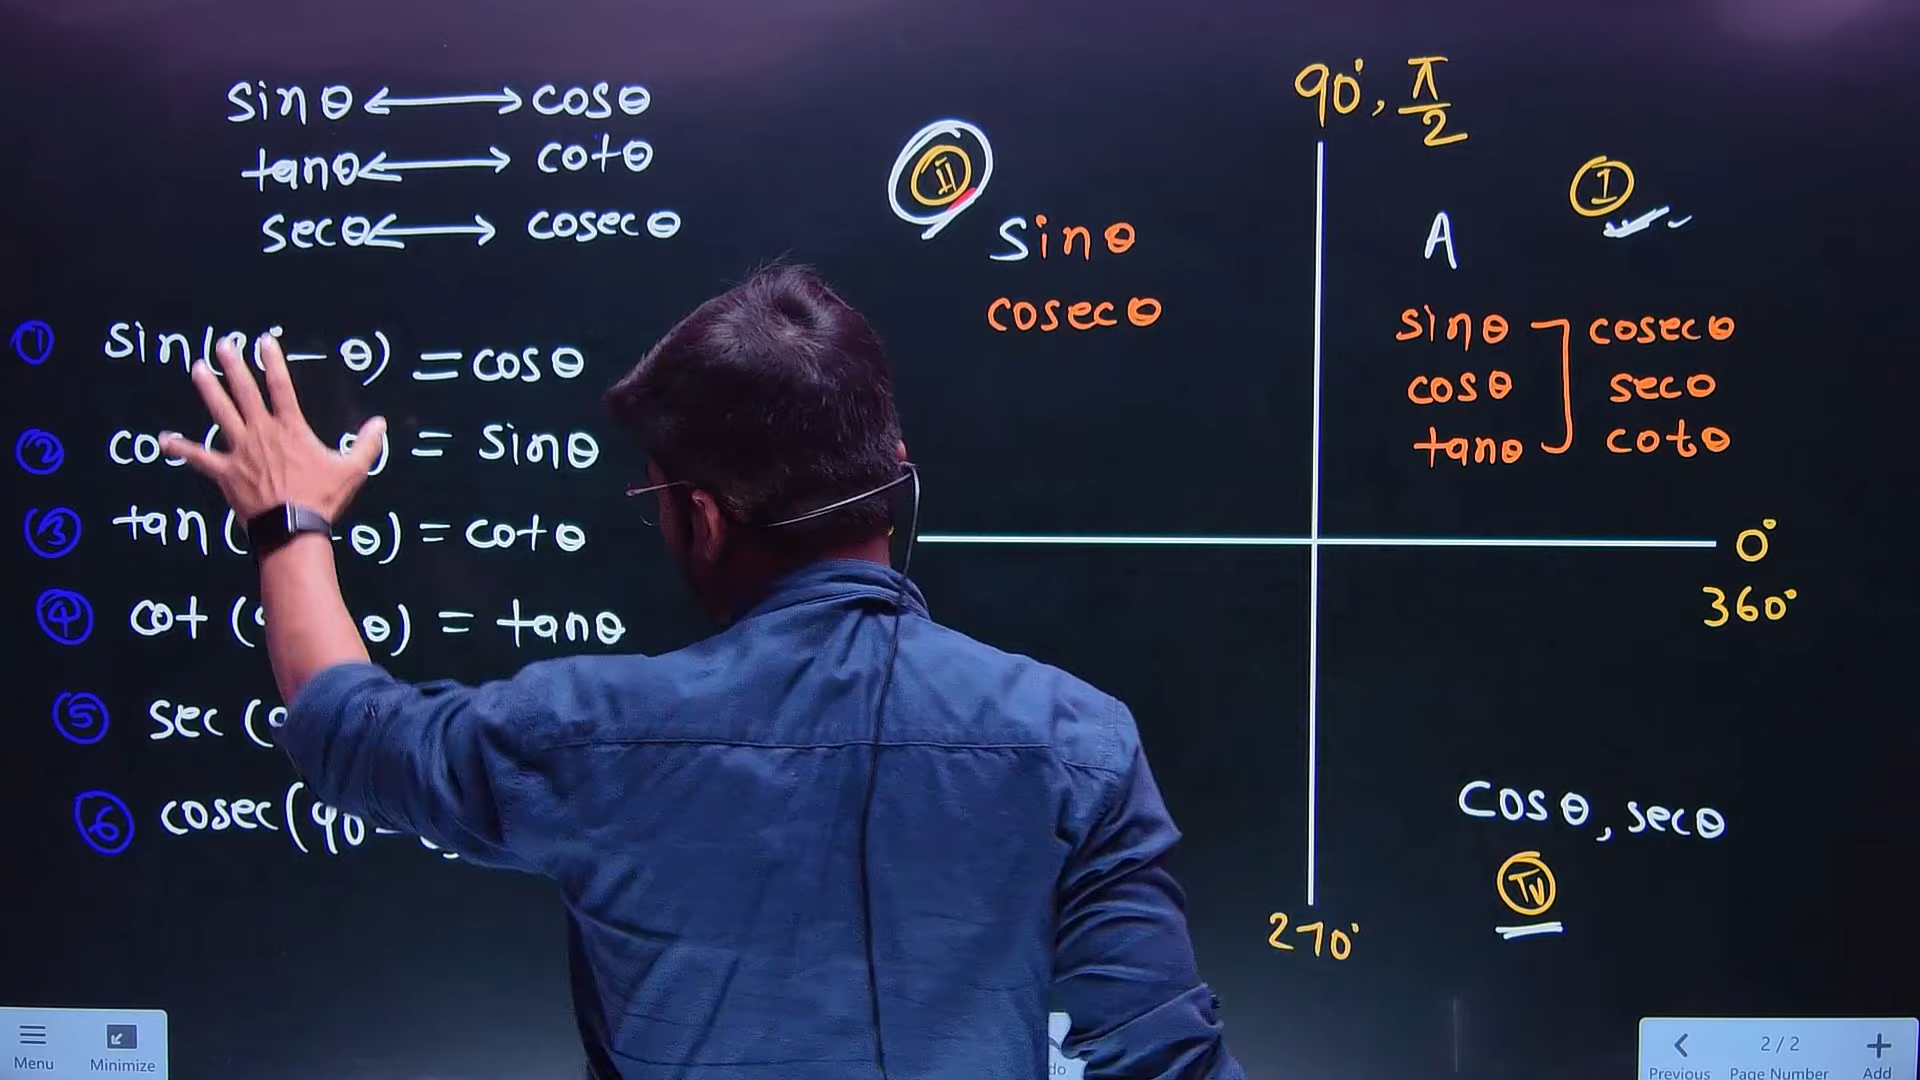 sinθ ⟷ cosθ
tanθ ⟷ cotθ
secθ ⟷ cosecθ
① sin(90°-θ) = cosθ
② cos( θ) = sinθ
③ tan( -θ) = cotθ
④ cot( θ) = tanθ
⑤ sec(
⑥ cosec(90-
90°, π/2
II
sinθ
cosecθ
I
A
sinθ cosecθ
cosθ secθ
tanθ cotθ
0°
360°
cosθ, secθ
IV
270°
Menu
Minimize
Previous
2 / 2
Page Number
Add